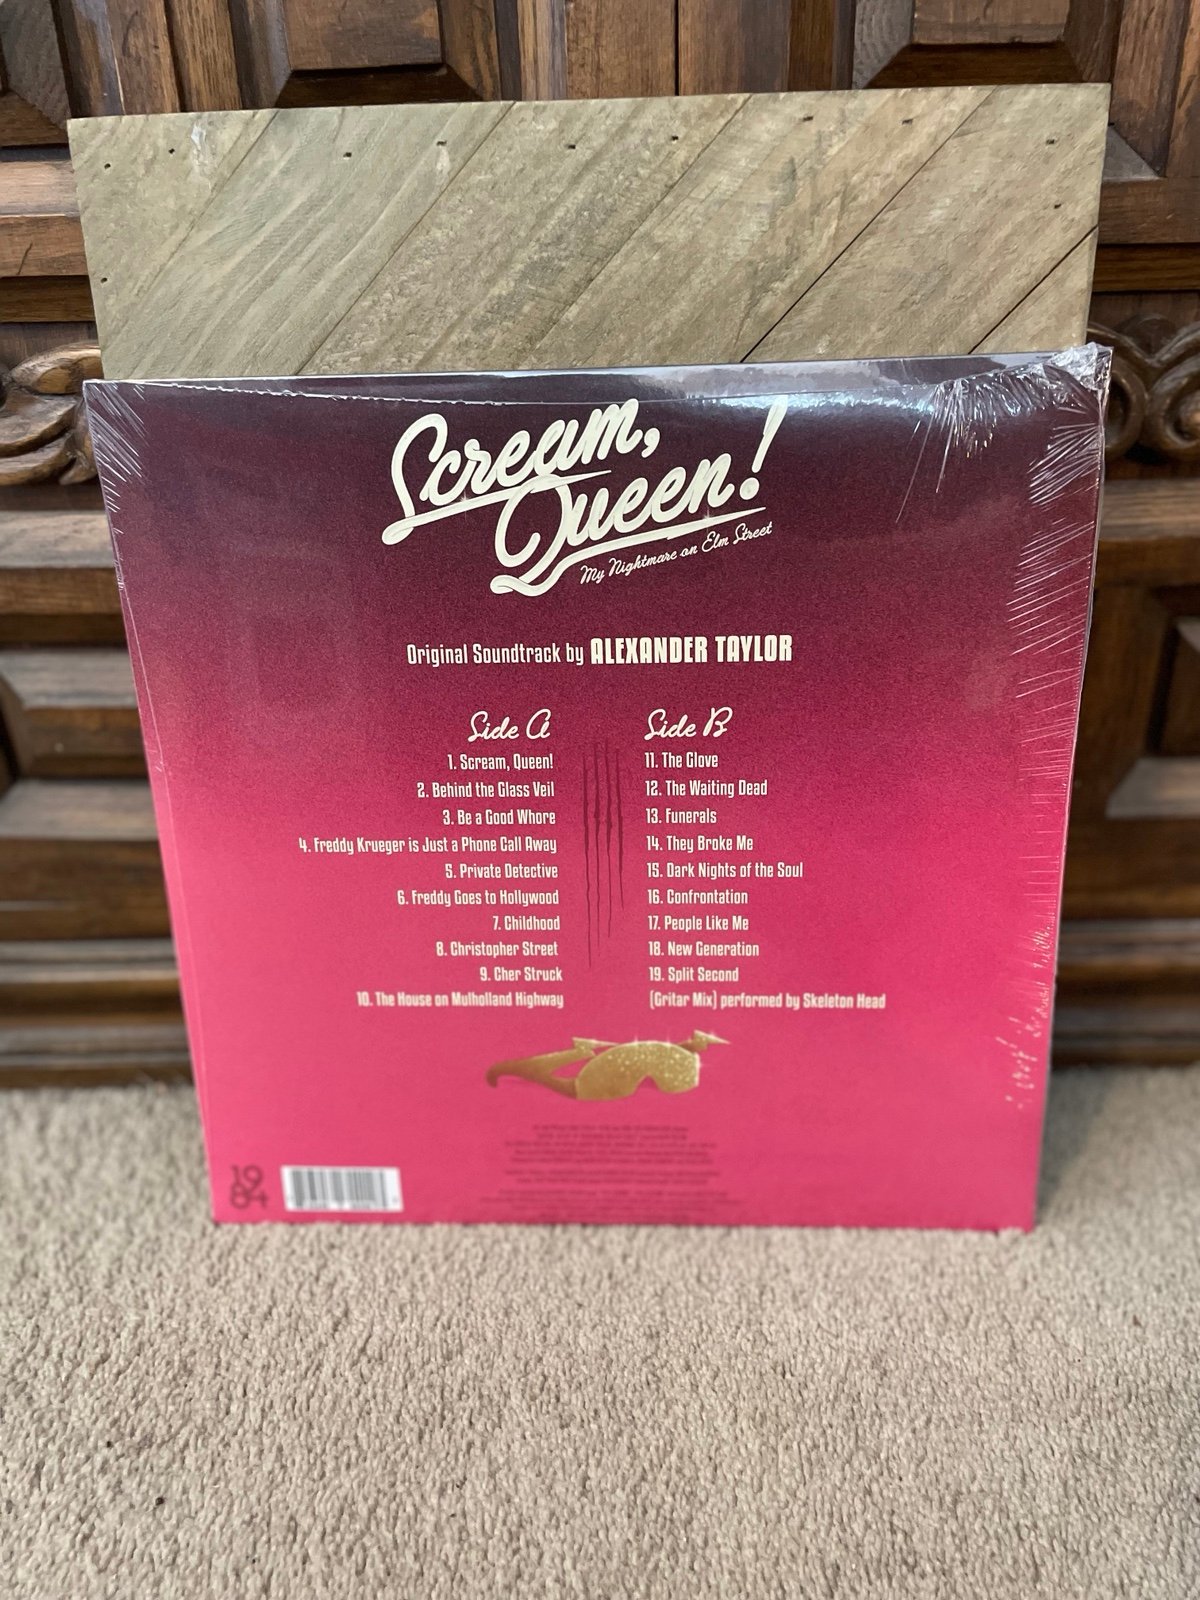 Scream,
Queen!
My Nightmare on Elm Street
Original Soundtrack by ALEXANDER TAYLOR
Side A
1. Scream, Queen!
2. Behind the Glass Veil
3. Be a Good Whore
4. Freddy Krueger is Just a Phone Call Away
5. Private Detective
6. Freddy Goes to Hollywood
7. Childhood
8. Christopher Street
9. Cher Struck
10. The House on Mulholland Highway
Side B
11. The Glove
12. The Waiting Dead
13. Funerals
14. They Broke Me
15. Dark Nights of the Soul
16. Confrontation
17. People Like Me
18. New Generation
19. Split Second
(Gritar Mix) performed by Skeleton Head
19
84